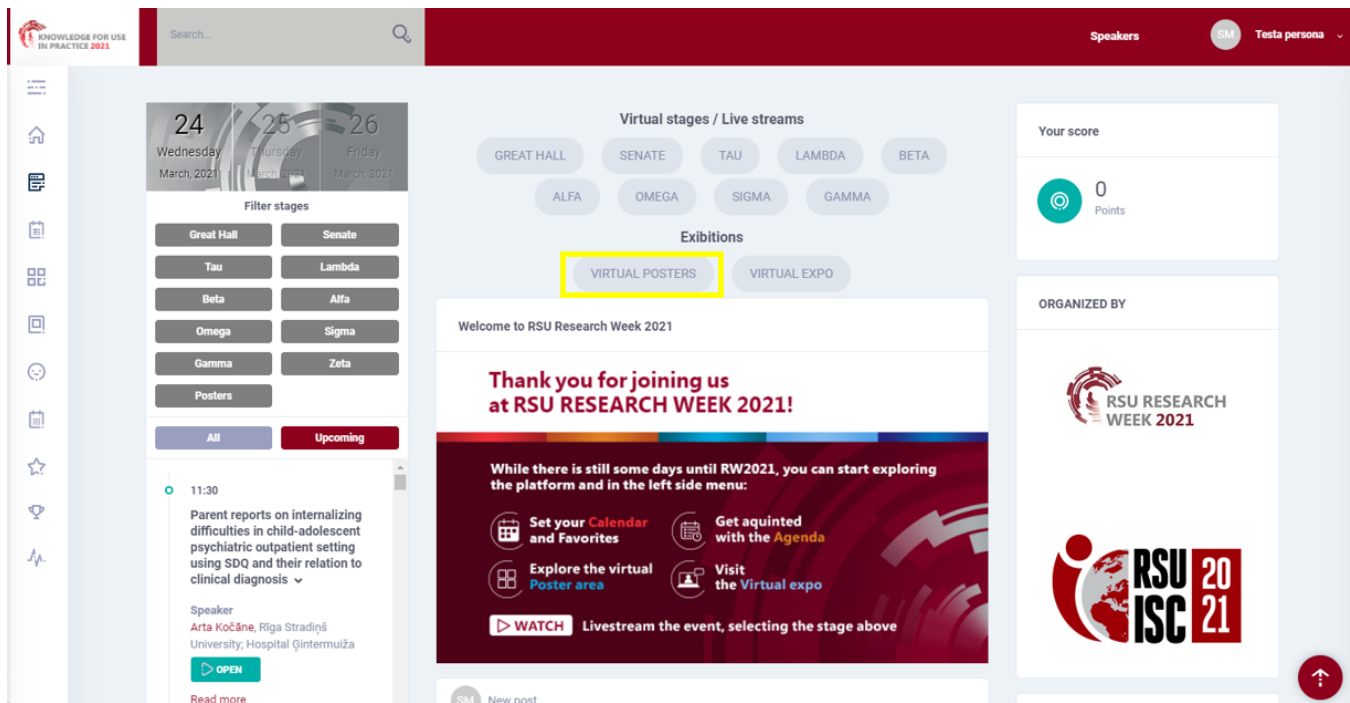 KNOWLEDGE FOR USE
IN PRACTICE 2021
Search...
Speakers
SM
Testa persona
24
25
26
Wednesday
Thursday
Friday
March, 2021
March, 2021
March, 2021
Filter stages
Great Hall
Senate
Tau
Lambda
Beta
Alfa
Omega
Sigma
Gamma
Zeta
Posters
All
Upcoming
11:30
Parent reports on internalizing
difficulties in child-adolescent
psychiatric outpatient setting
using SDQ and their relation to
clinical diagnosis
Speaker
Arta Kočāne, Rīga Stradiņš
University; Hospital Ģintermuiža
OPEN
Read more
Virtual stages / Live streams
GREAT HALL
SENATE
TAU
LAMBDA
BETA
ALFA
OMEGA
SIGMA
GAMMA
Exibitions
VIRTUAL POSTERS
VIRTUAL EXPO
Welcome to RSU Research Week 2021
Thank you for joining us
at RSU RESEARCH WEEK 2021!
While there is still some days until RW2021, you can start exploring
the platform and in the left side menu:
Set your Calendar
and Favorites
Get aquinted
with the Agenda
Explore the virtual
Poster area
Visit
the Virtual expo
WATCH
Livestream the event, selecting the stage above
SM
New post
Your score
0
Points
ORGANIZED BY
RSU RESEARCH
WEEK 2021
RSU
ISC
20
21